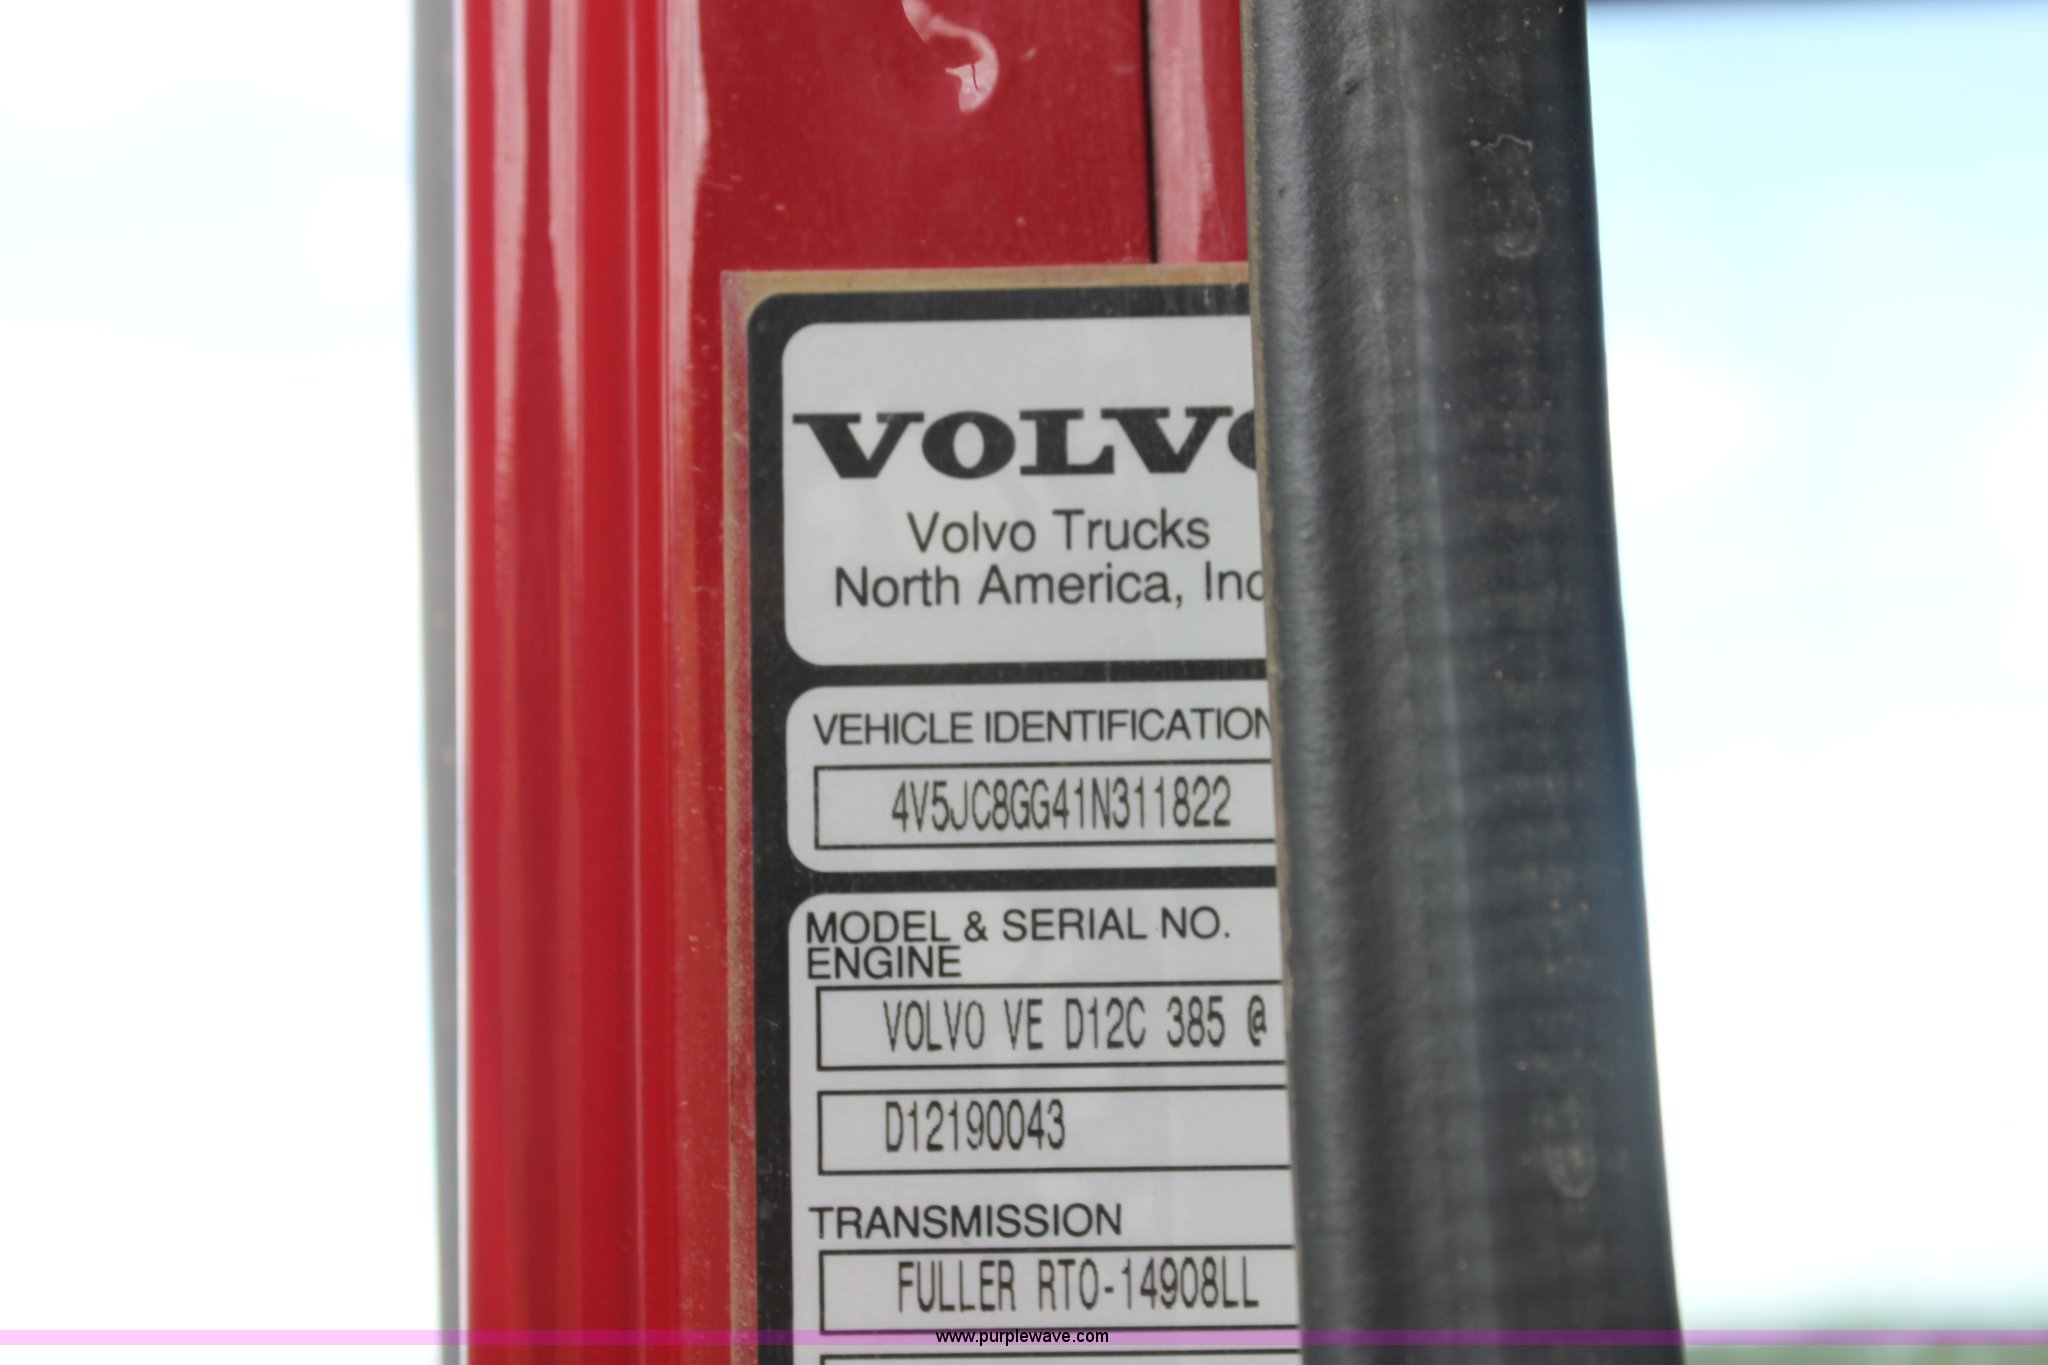 VOLVO
Volvo Trucks
North America, Inc
VEHICLE IDENTIFICATION
4V5JC8GG41N311822
MODEL & SERIAL NO.
ENGINE
VOLVO VE D12C 385 @
D12190043
TRANSMISSION
FULLER RTO-14908LL
www.purplewave.com